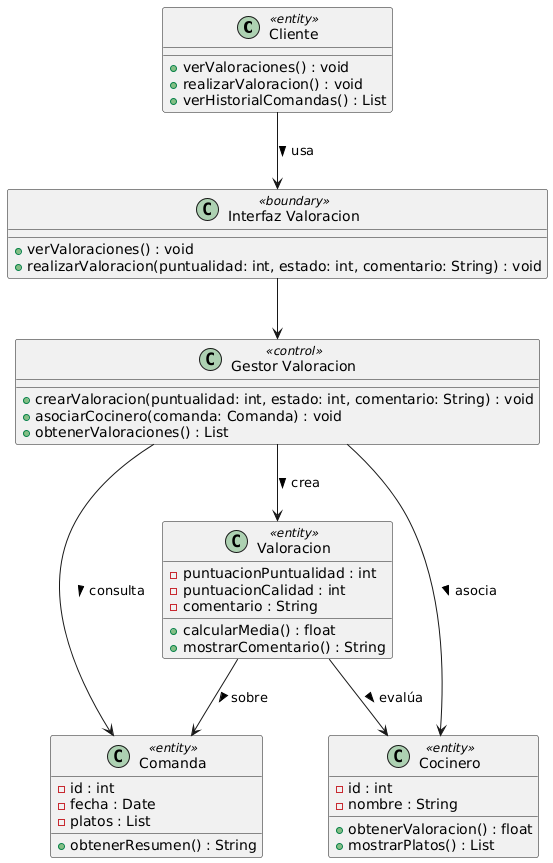 C
«entity»
Cliente
verValoraciones() : void
realizarValoracion() : void
verHistorialComandas() : List
usa
C
«boundary»
Interfaz Valoracion
verValoraciones() : void
realizarValoracion(puntualidad: int, estado: int, comentario: String) : void
C
«control»
Gestor Valoracion
crearValoracion(puntualidad: int, estado: int, comentario: String) : void
asociarCocinero(comanda: Comanda) : void
obtenerValoraciones() : List
crea
C
«entity»
Valoracion
puntuacionPuntualidad : int
puntuacionCalidad : int
comentario : String
calcularMedia() : float
mostrarComentario() : String
consulta
asocia
sobre
evalúa
C
«entity»
Comanda
id : int
fecha : Date
platos : List
obtenerResumen() : String
C
«entity»
Cocinero
id : int
nombre : String
obtenerValoracion() : float
mostrarPlatos() : List